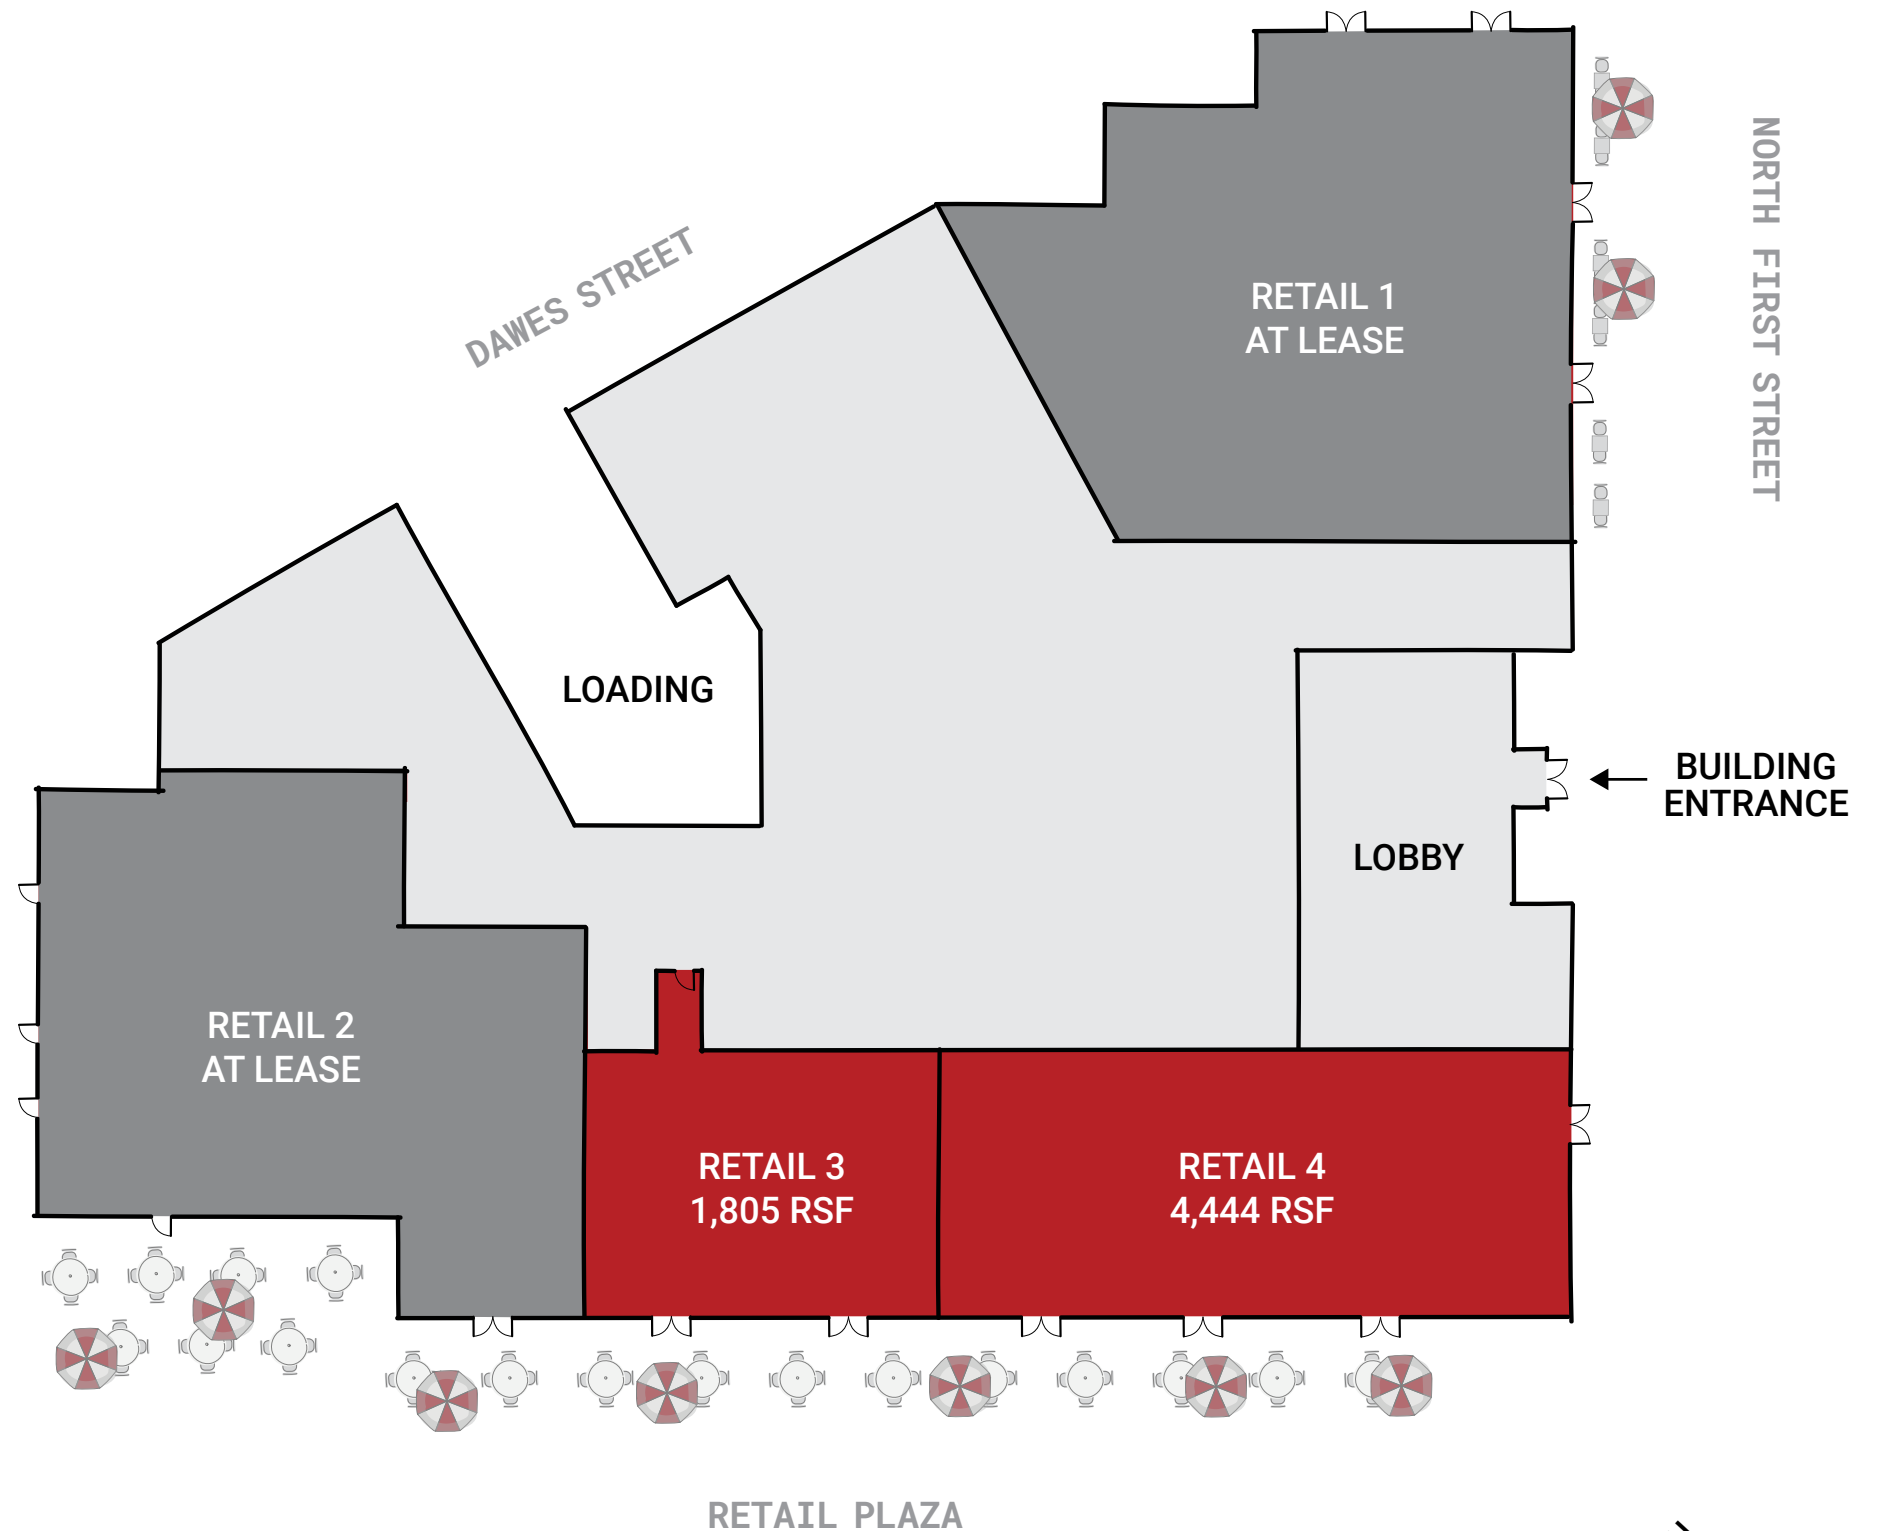 NORTH FIRST STREET
DAWES STREET
RETAIL 1
AT LEASE
LOADING
BUILDING
ENTRANCE
LOBBY
RETAIL 2
AT LEASE
RETAIL 3
1,805 RSF
RETAIL 4
4,444 RSF
RETAIL PLAZA